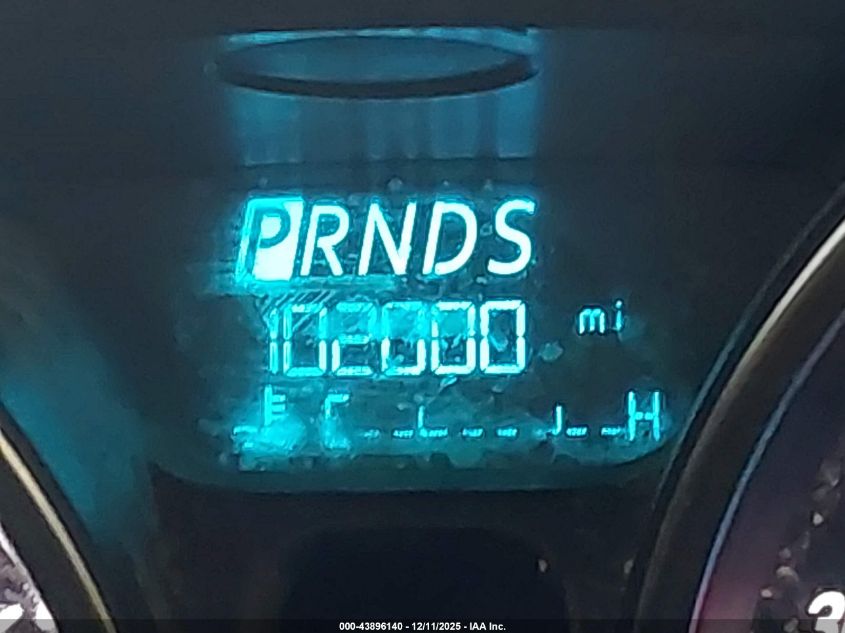 PRNDS
102000 mi
E C H
000-43896140 - 12/11/2025 - IAA Inc.